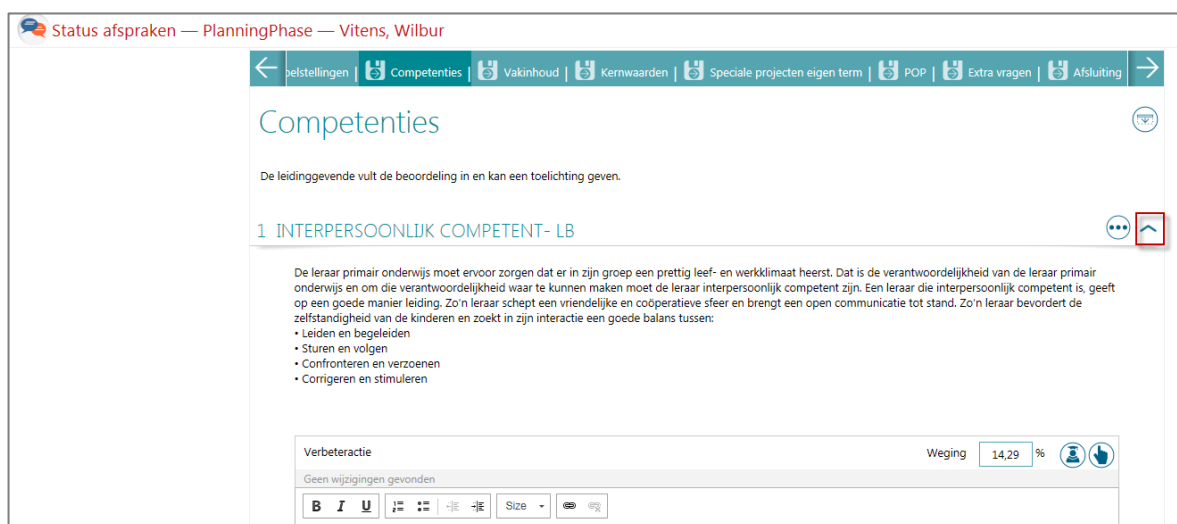 Status afspraken — PlanningPhase — Vitens, Wilbur
elstellingen | Competenties | Vakinhoud | Kernwaarden | Speciale projecten eigen term | POP | Extra vragen | Afsluiting
Competenties
De leidinggevende vult de beoordeling in en kan een toelichting geven.
1 INTERPERSOONLIJK COMPETENT- LB
De leraar primair onderwijs moet ervoor zorgen dat er in zijn groep een prettig leef- en werkklimaat heerst. Dat is de verantwoordelijkheid van de leraar primair
onderwijs en om die verantwoordelijkheid waar te kunnen maken moet de leraar interpersoonlijk competent zijn. Een leraar die interpersoonlijk competent is, geeft
op een goede manier leiding. Zo'n leraar schept een vriendelijke en coöperatieve sfeer en brengt een open communicatie tot stand. Zo'n leraar bevordert de
zelfstandigheid van de kinderen en zoekt in zijn interactie een goede balans tussen:
• Leiden en begeleiden
• Sturen en volgen
• Confronteren en verzoenen
• Corrigeren en stimuleren
Verbeteractie Weging 14,29 %
Geen wijzigingen gevonden
B I U Size